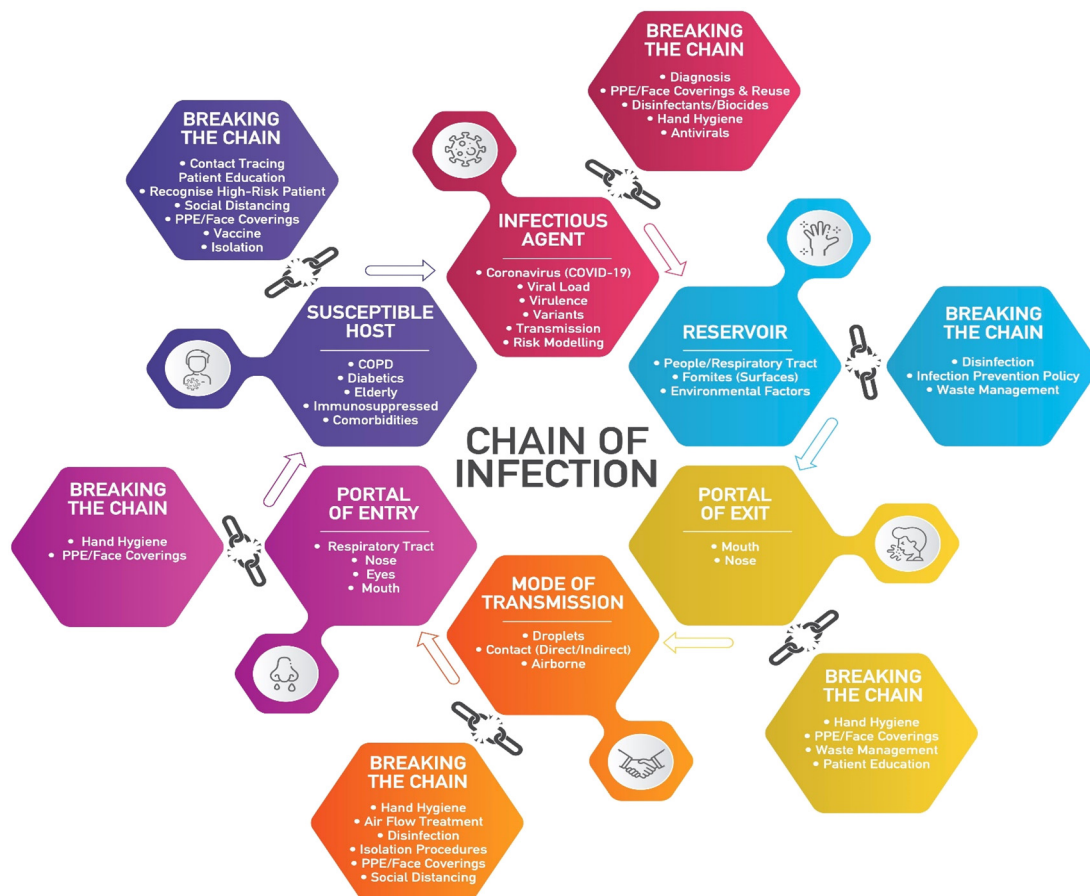 BREAKING
THE CHAIN
• Diagnosis
• PPE/Face Coverings & Reuse
• Disinfectants/Biocides
• Hand Hygiene
• Antivirals
BREAKING
THE CHAIN
• Contact Tracing
Patient Education
• Recognise High-Risk Patient
• Social Distancing
• PPE/Face Coverings
• Vaccine
• Isolation
INFECTIOUS
AGENT
• Coronavirus (COVID-19)
• Viral Load
• Virulence
• Variants
• Transmission
• Risk Modelling
SUSCEPTIBLE
HOST
• COPD
• Diabetics
• Elderly
• Immunosuppressed
• Comorbidities
RESERVOIR
• People/Respiratory Tract
• Fomites (Surfaces)
• Environmental Factors
BREAKING
THE CHAIN
• Disinfection
• Infection Prevention Policy
• Waste Management
CHAIN OF
INFECTION
BREAKING
THE CHAIN
• Hand Hygiene
• PPE/Face Coverings
PORTAL
OF ENTRY
• Respiratory Tract
• Nose
• Eyes
• Mouth
PORTAL
OF EXIT
• Mouth
• Nose
MODE OF
TRANSMISSION
• Droplets
• Contact (Direct/Indirect)
• Airborne
BREAKING
THE CHAIN
• Hand Hygiene
• PPE/Face Coverings
• Waste Management
• Patient Education
BREAKING
THE CHAIN
• Hand Hygiene
• Air Flow Treatment
• Disinfection
• Isolation Procedures
• PPE/Face Coverings
• Social Distancing